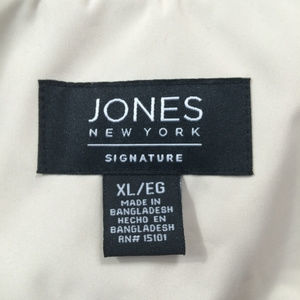 JONES
NEW YORK
SIGNATURE
XL/EG
MADE IN
BANGLADESH
HECHO EN
BANGLADESH
RN# 15101